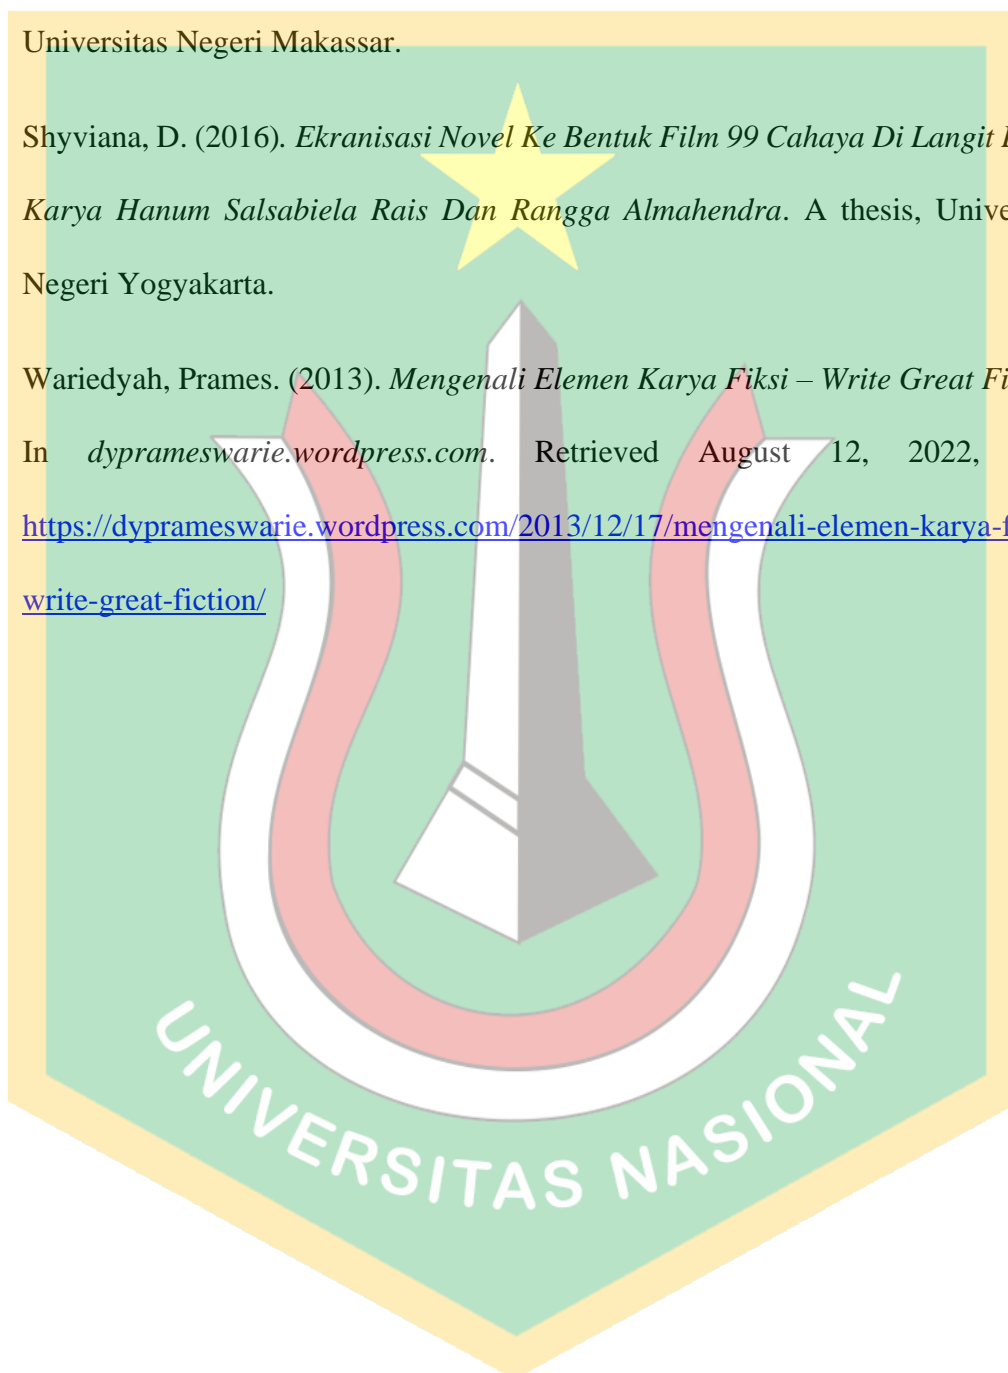 Universitas Negeri Makassar.
Shyviana, D. (2016). Ekranisasi Novel Ke Bentuk Film 99 Cahaya Di Langit
Karya Hanum Salsabiela Rais Dan Rangga Almahendra. A thesis,
Negeri Yogyakarta.
Wariedyah, Prames. (2013). Mengenali Elemen Karya Fiksi – Write Great
In dyprameswarie.wordpress.com. Retrieved August 12, 2022,
https://dyprameswarie.wordpress.com/2013/12/17/mengenali-elemen-karya-f
write-great-fiction/
UNIVERSITAS NASIONAL